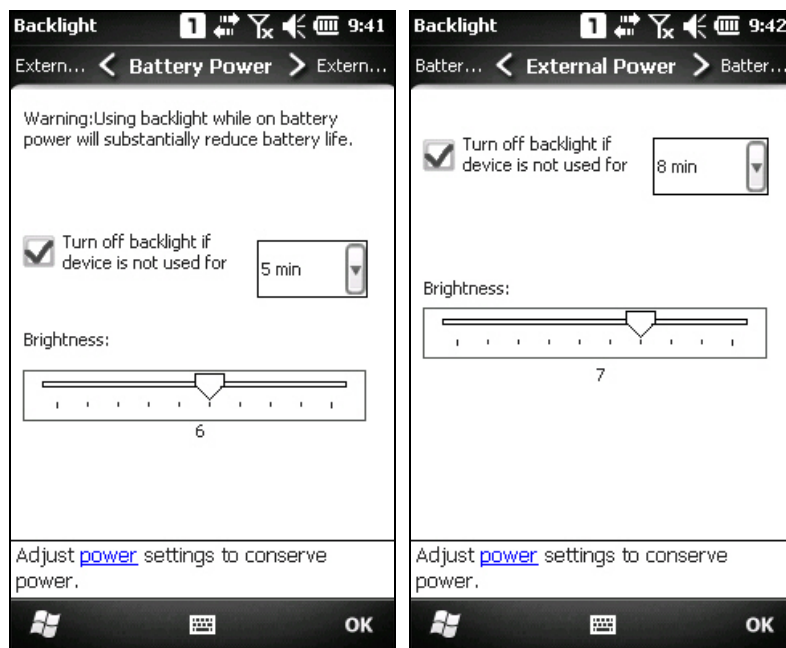 Backlight 1 9:41
Extern... Battery Power Extern...
Warning:Using backlight while on battery
power will substantially reduce battery life.
Turn off backlight if
device is not used for
5 min
Brightness:
6
Adjust power settings to conserve
power.
OK
Backlight 1 9:42
Batter... External Power Batter...
Turn off backlight if
device is not used for
8 min
Brightness:
7
Adjust power settings to conserve
power.
OK